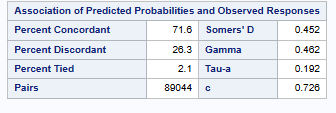 Association of Predicted Probabilities and Observed Responses
Percent Concordant 71.6 Somers' D 0.452
Percent Discordant 26.3 Gamma 0.462
Percent Tied 2.1 Tau-a 0.192
Pairs 89044 c 0.726